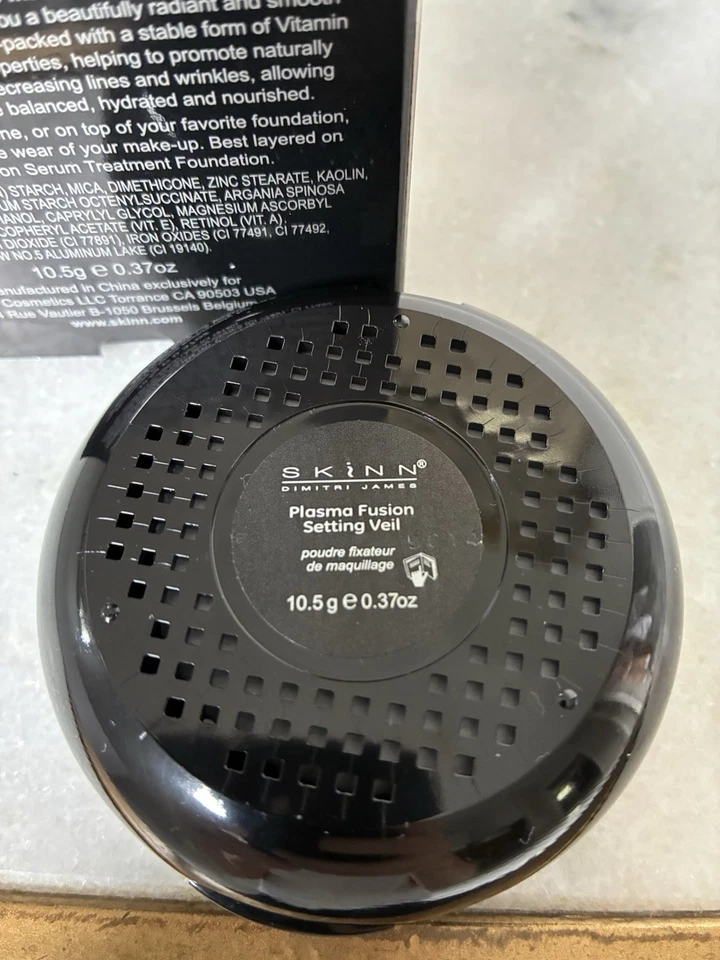 you a beautifully radiant and smooth
-packed with a stable form of Vitamin
perties, helping to promote naturally
ecreasing lines and wrinkles, allowing
balanced, hydrated and nourished.
ne, or on top of your favorite foundation,
e wear of your make-up. Best layered on
on Serum Treatment Foundation.
) STARCH, MICA, DIMETHICONE, ZINC STEARATE, KAOLIN,
UM STARCH OCTENYLSUCCINATE, ARGANIA SPINOSA
HANOL, CAPRYLYL GLYCOL, MAGNESIUM ASCORBYL
COPHERYL ACETATE (VIT. E), RETINOL (VIT. A)
DIOXIDE (CI 77891), IRON OXIDES (CI 77491, CI 77492,
W NO.5 ALUMINUM LAKE (CI 19140).
10.5g e 0.37oz
anufactured in China exclusively for
Cosmetics LLC Torrance CA 90503 USA
Rue Vautier B-1050 Brussels Belgium
www.skinn.com
SKiNN®
DIMITRI JAMES
Plasma Fusion
Setting Veil
poudre fixateur
de maquillage
10.5 g e 0.37oz